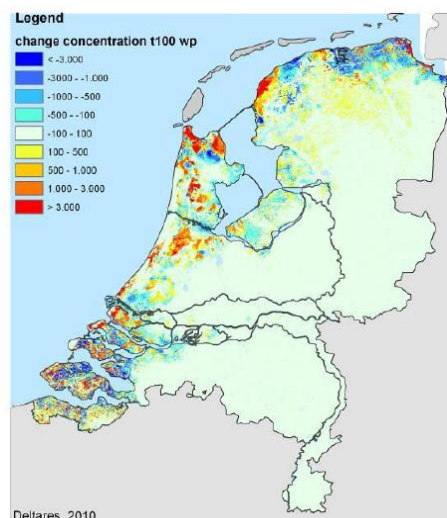 Legend
change concentration t100 wp
< -3.000
-3000 - -1.000
-1000 - -500
-500 - -100
-100 - 100
100 - 500
500 - 1.000
1.000 - 3.000
> 3.000
Deltares, 2010